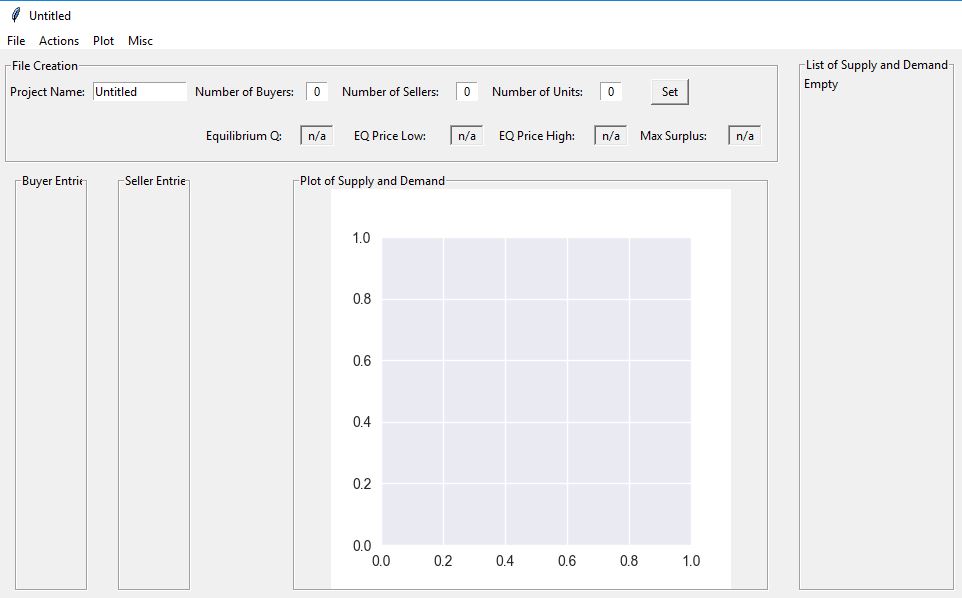 Untitled
File Actions Plot Misc
File Creation
Project Name: Untitled Number of Buyers: 0 Number of Sellers: 0 Number of Units: 0 Set
Equilibrium Q: n/a EQ Price Low: n/a EQ Price High: n/a Max Surplus: n/a
List of Supply and Demand
Empty
Buyer Entrie
Seller Entrie
Plot of Supply and Demand
1.0
0.8
0.6
0.4
0.2
0.0
0.0 0.2 0.4 0.6 0.8 1.0